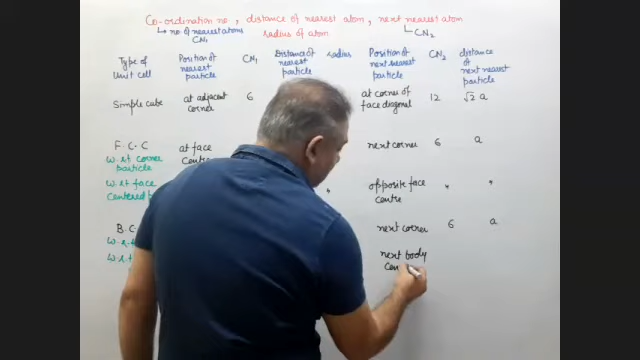 Co-ordination no, distance of nearest atom, next nearest atom
↳ no of nearest atoms radius of atom ↳ CN2
CN1
Type of Unit cell
Position of nearest particle
CN1
Distance of nearest particle
radius
Position of next nearest particle
CN2
distance of next nearest particle
Simple cube at adjacent corner 6 at corner of face diagonal 12 √2 a
F. C. C at face centre next corner 6 a
w.r.t corner particle
w.r.t face centered " opposite face centre " "
B. C. next corner 6 a
w.r.t
w.r.t next body cen